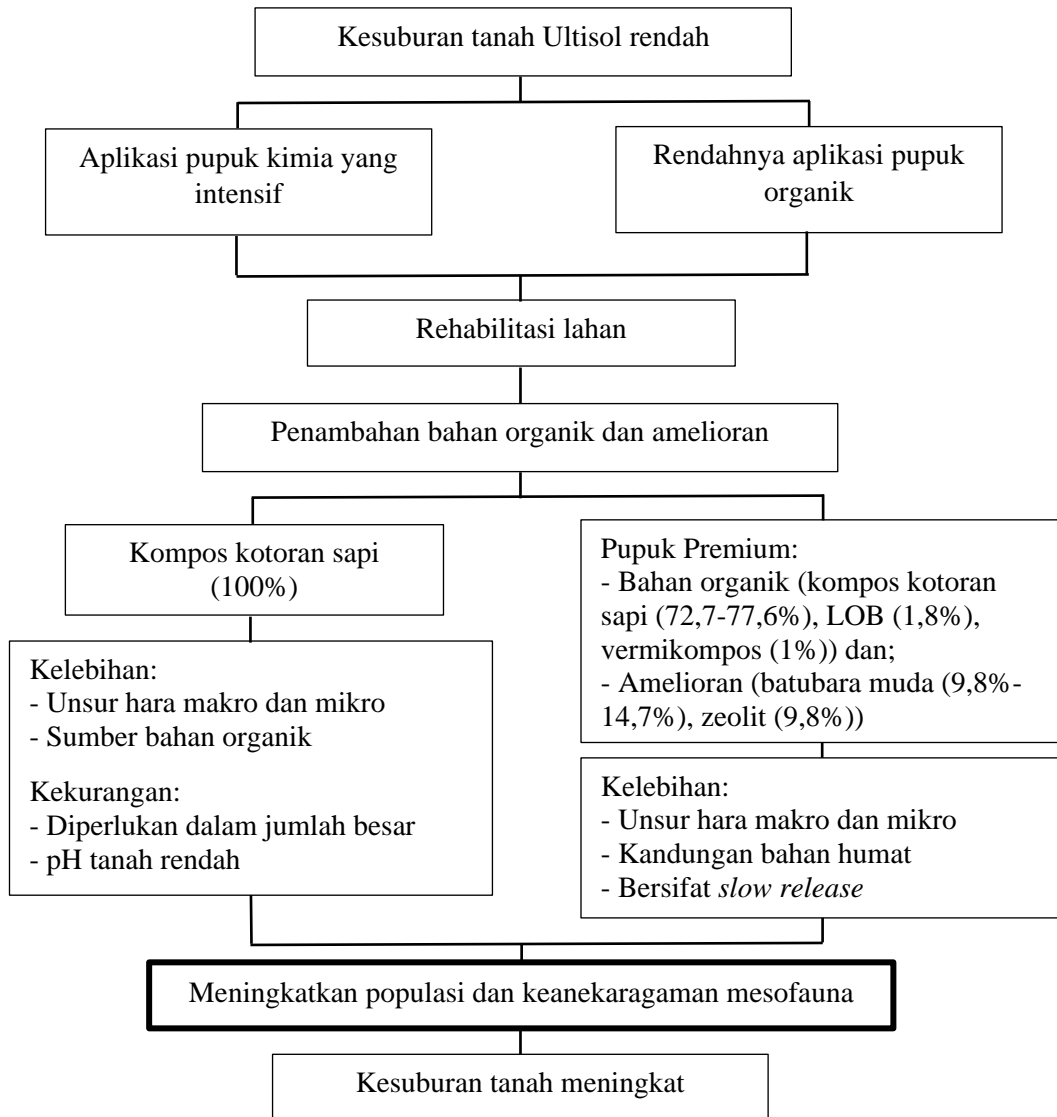 Kesuburan tanah Ultisol rendah
Aplikasi pupuk kimia yang
intensif
Rendahnya aplikasi pupuk
organik
Rehabilitasi lahan
Penambahan bahan organik dan amelioran
Kompos kotoran sapi
(100%)
Kelebihan:
- Unsur hara makro dan mikro
- Sumber bahan organik
Kekurangan:
- Diperlukan dalam jumlah besar
- pH tanah rendah
Pupuk Premium:
- Bahan organik (kompos kotoran
sapi (72,7-77,6%), LOB (1,8%),
vermikompos (1%)) dan;
- Amelioran (batubara muda (9,8%-
14,7%), zeolit (9,8%))
Kelebihan:
- Unsur hara makro dan mikro
- Kandungan bahan humat
- Bersifat slow release
Meningkatkan populasi dan keanekaragaman mesofauna
Kesuburan tanah meningkat